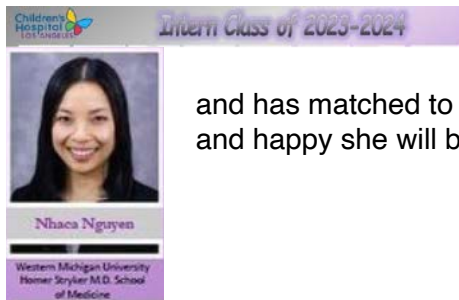 Children's
Hospital
LOS ANGELES
Intern Class of 2023-2024
and has matched to
and happy she will b
Nhaca Nguyen
Western Michigan University
Homer Stryker M.D. School
of Medicine